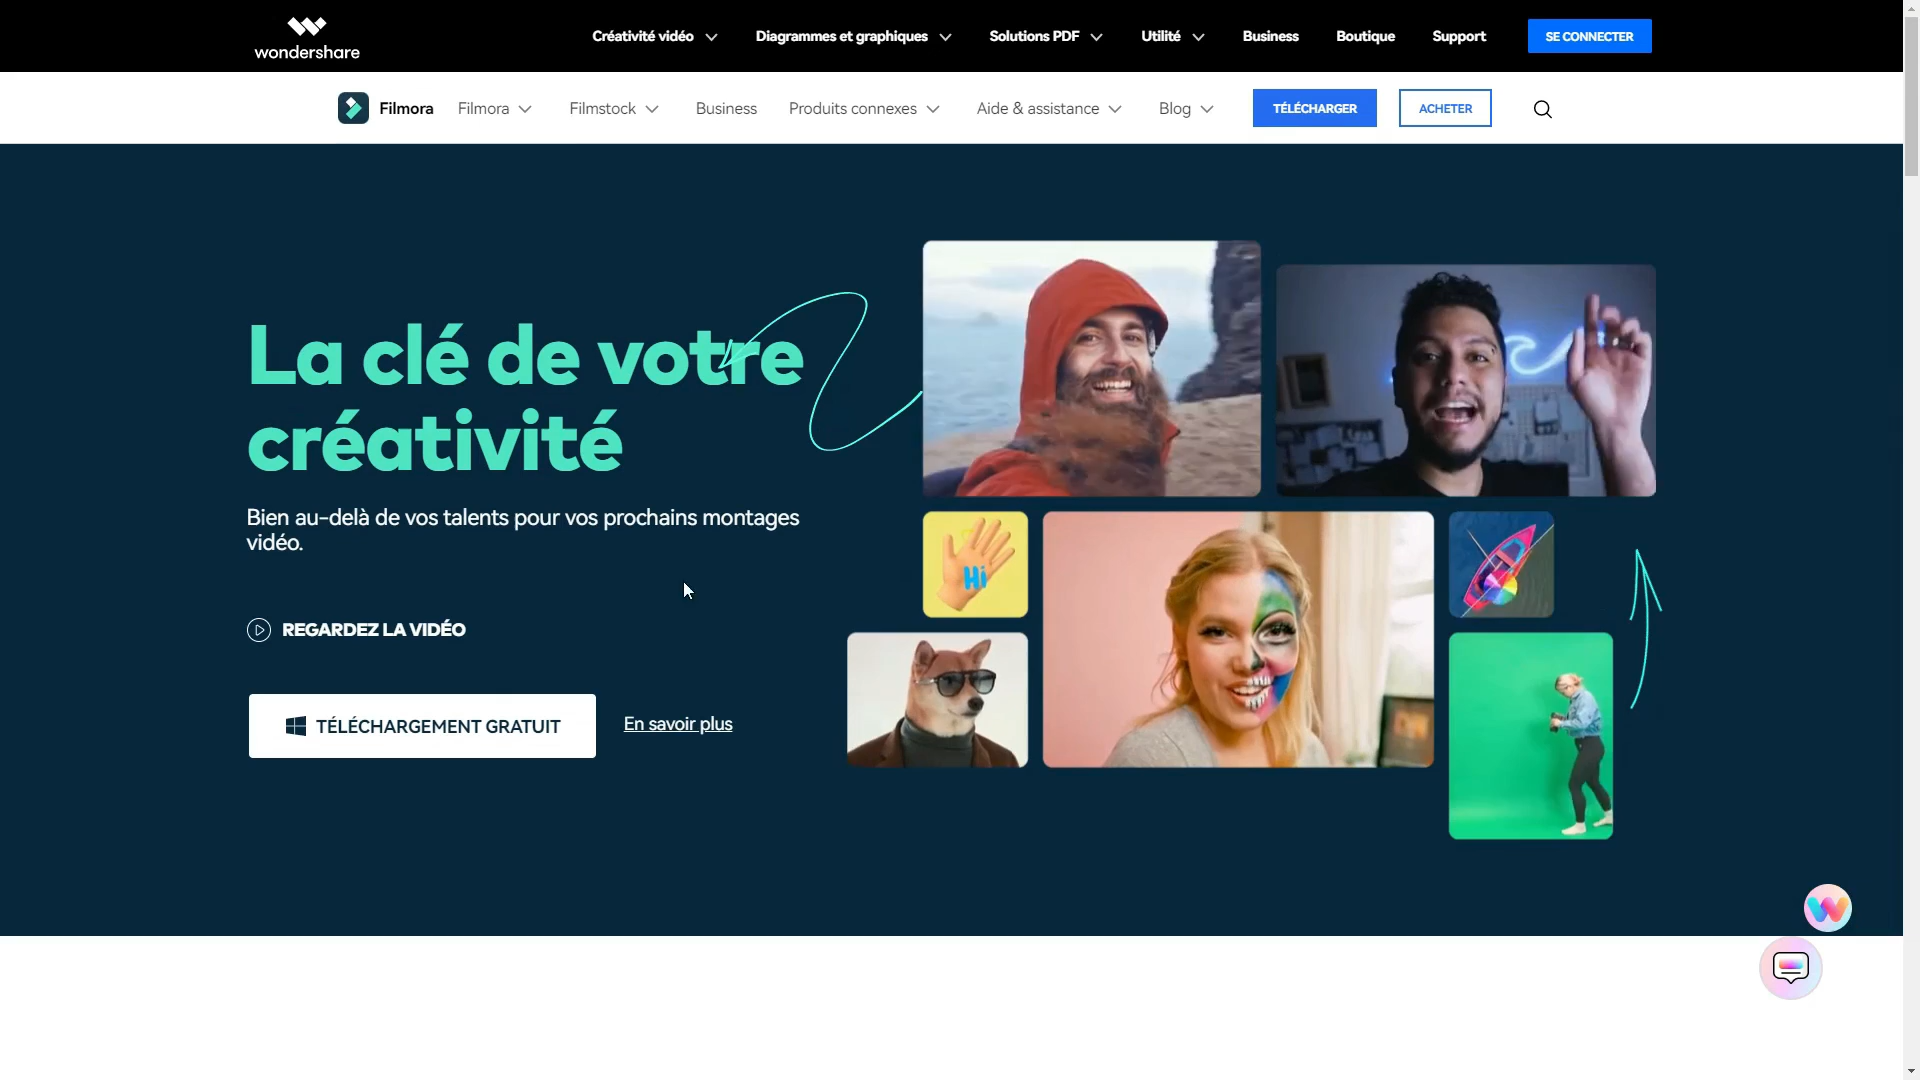 wondershare
Créativité vidéo
Diagrammes et graphiques
Solutions PDF
Utilité
Business
Boutique
Support
SE CONNECTER
Filmora
Filmora
Filmstock
Business
Produits connexes
Aide & assistance
Blog
TÉLÉCHARGER
ACHETER
La clé de votre
créativité
Bien au-delà de vos talents pour vos prochains montages
vidéo.
Hi
REGARDEZ LA VIDÉO
TÉLÉCHARGEMENT GRATUIT
En savoir plus